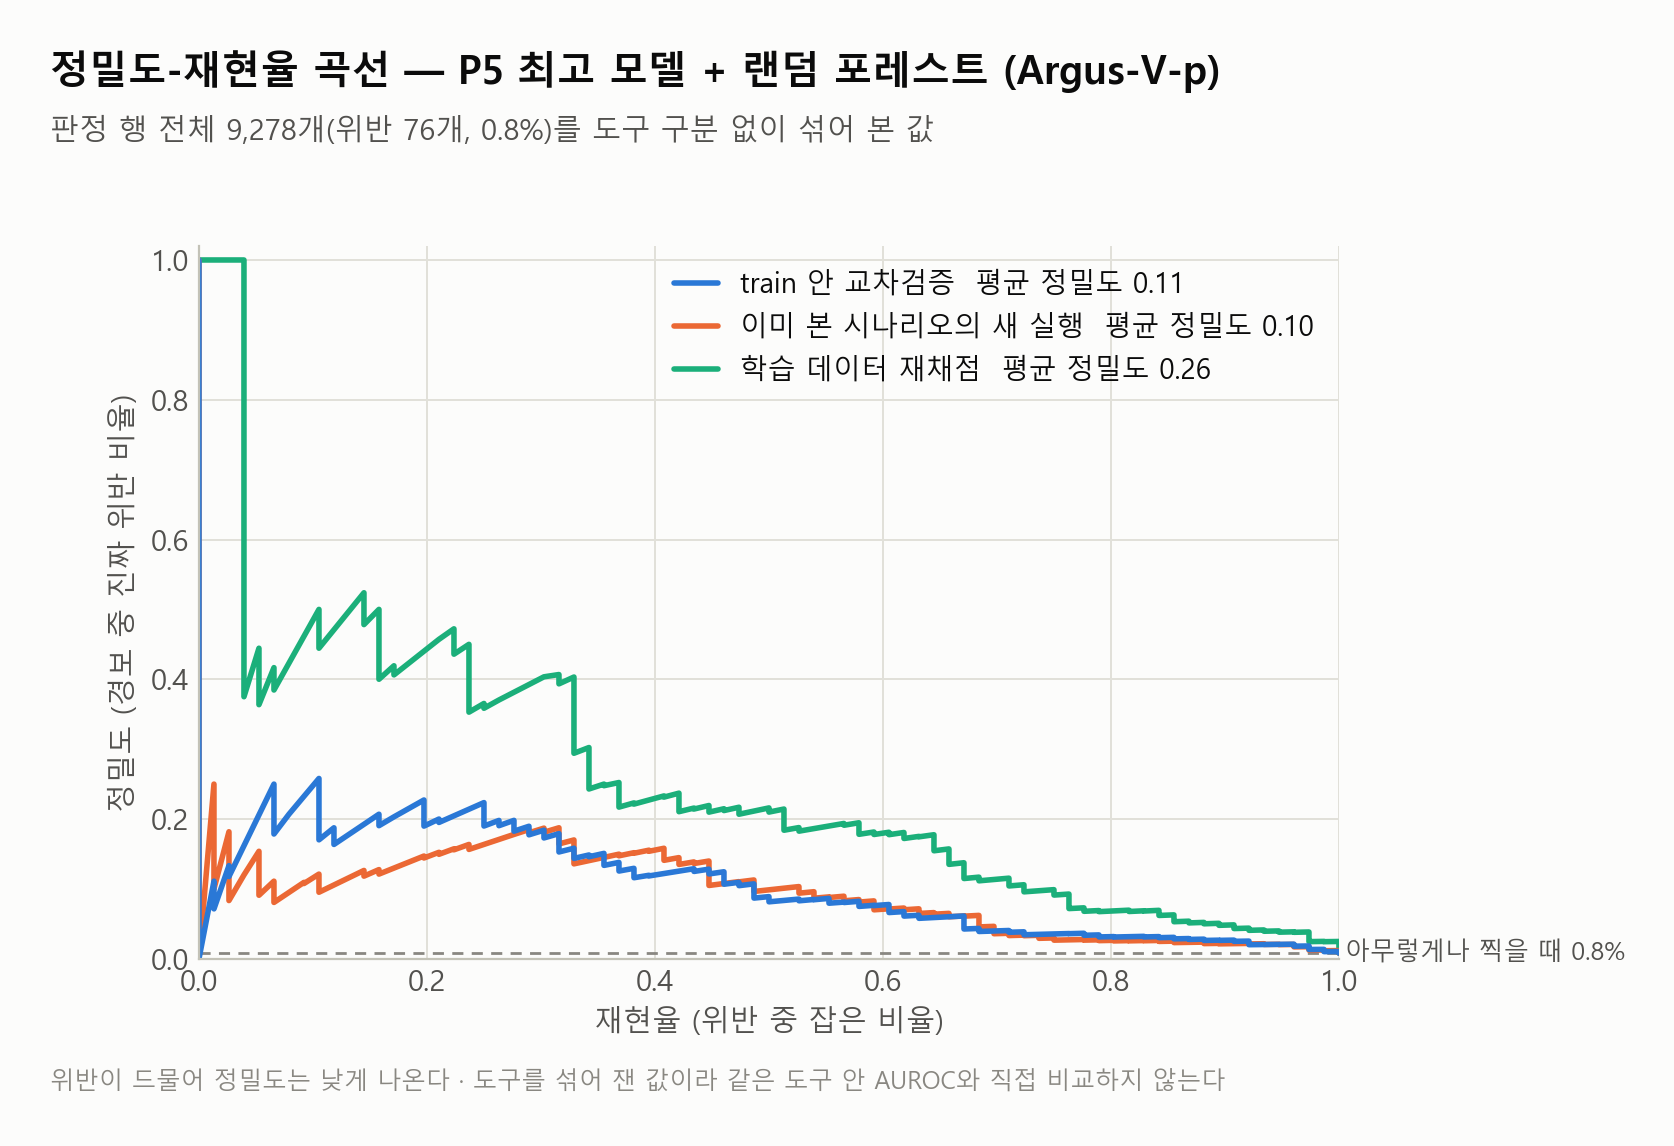 정밀도-재현율 곡선 — P5 최고 모델 + 랜덤 포레스트 (Argus-V-p)
판정 행 전체 9,278개(위반 76개, 0.8%)를 도구 구분 없이 섞어 본 값
train 안 교차검증 평균 정밀도 0.11
이미 본 시나리오의 새 실행 평균 정밀도 0.10
학습 데이터 재채점 평균 정밀도 0.26
정밀도 (경보 중 진짜 위반 비율)
1.0
0.8
0.6
0.4
0.2
0.0
아무렇게나 찍을 때 0.8%
0.0 0.2 0.4 0.6 0.8 1.0
재현율 (위반 중 잡은 비율)
위반이 드물어 정밀도는 낮게 나온다 · 도구를 섞어 잰 값이라 같은 도구 안 AUROC와 직접 비교하지 않는다